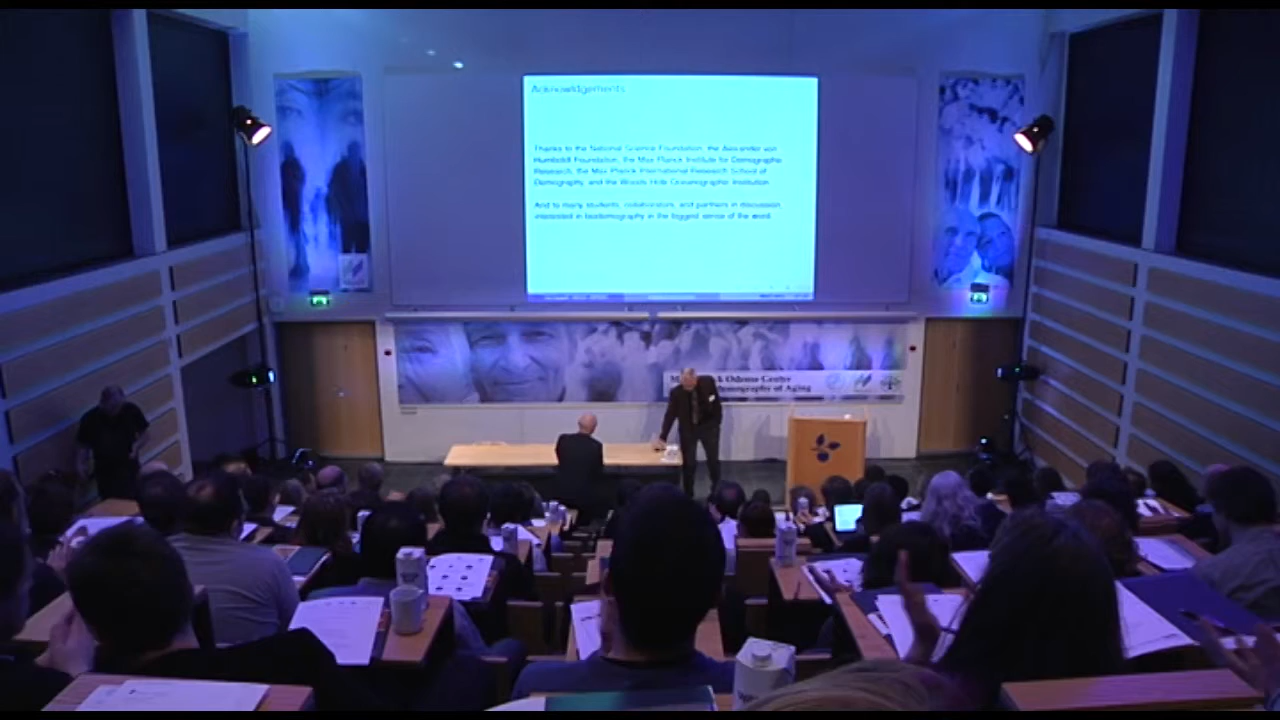 Acknowledgements
Thanks to the National Science Foundation, the Alexander von
Humboldt Foundation, the Max Planck Institute for Demographic
Research, the Max Planck International Research School of
Demography, and the Woods Hole Oceanographic Institution.
And to many students, collaborators, and partners in discussion
interested in biodemography in the biggest sense of the word.
Odense Center
demography of Aging